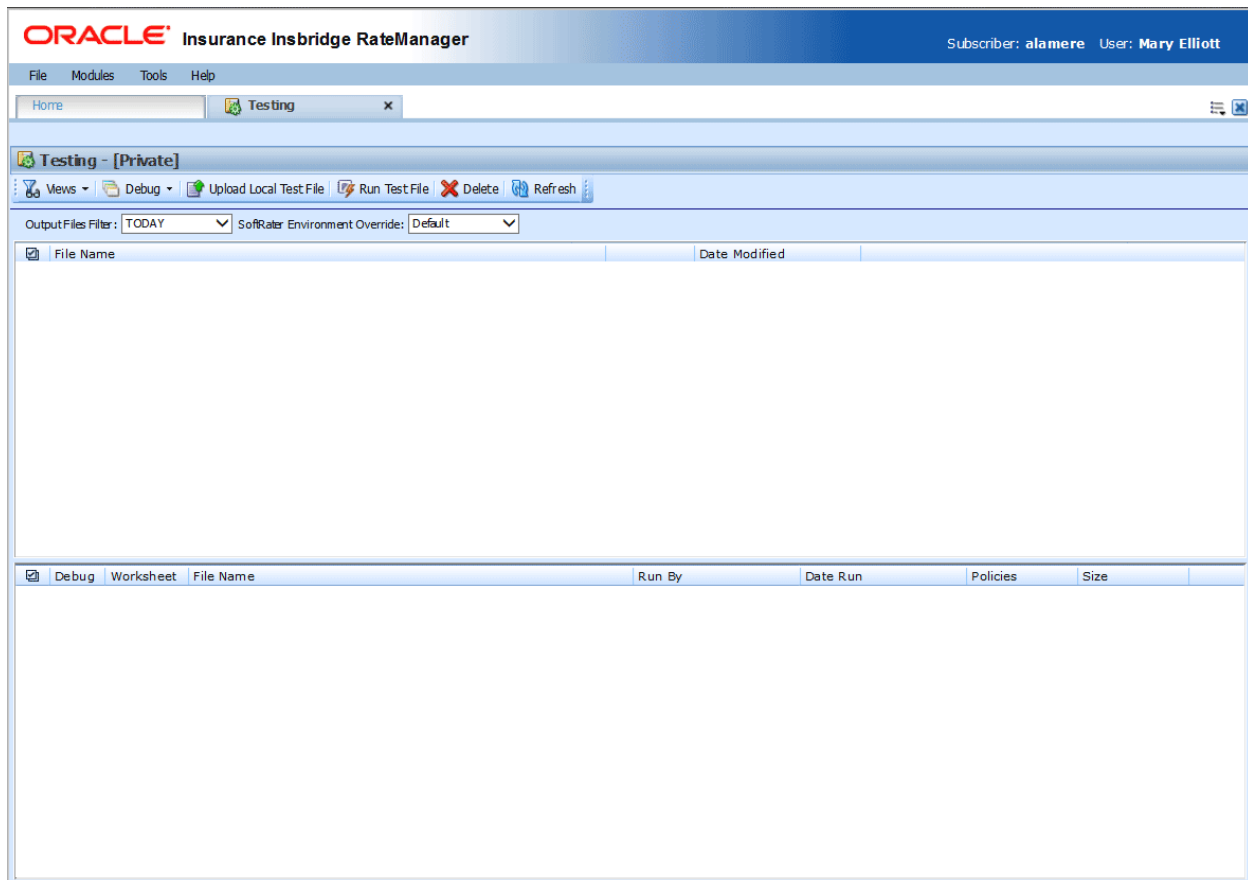 ORACLE Insurance Insbridge RateManager
Subscriber: alamere User: Mary Elliott
File Modules Tools Help
Home Testing
Testing - [Private]
Views Debug Upload Local Test File Run Test File Delete Refresh
Output Files Filter: TODAY SoftRater Environment Override: Default
File Name Date Modified
Debug Worksheet File Name Run By Date Run Policies Size